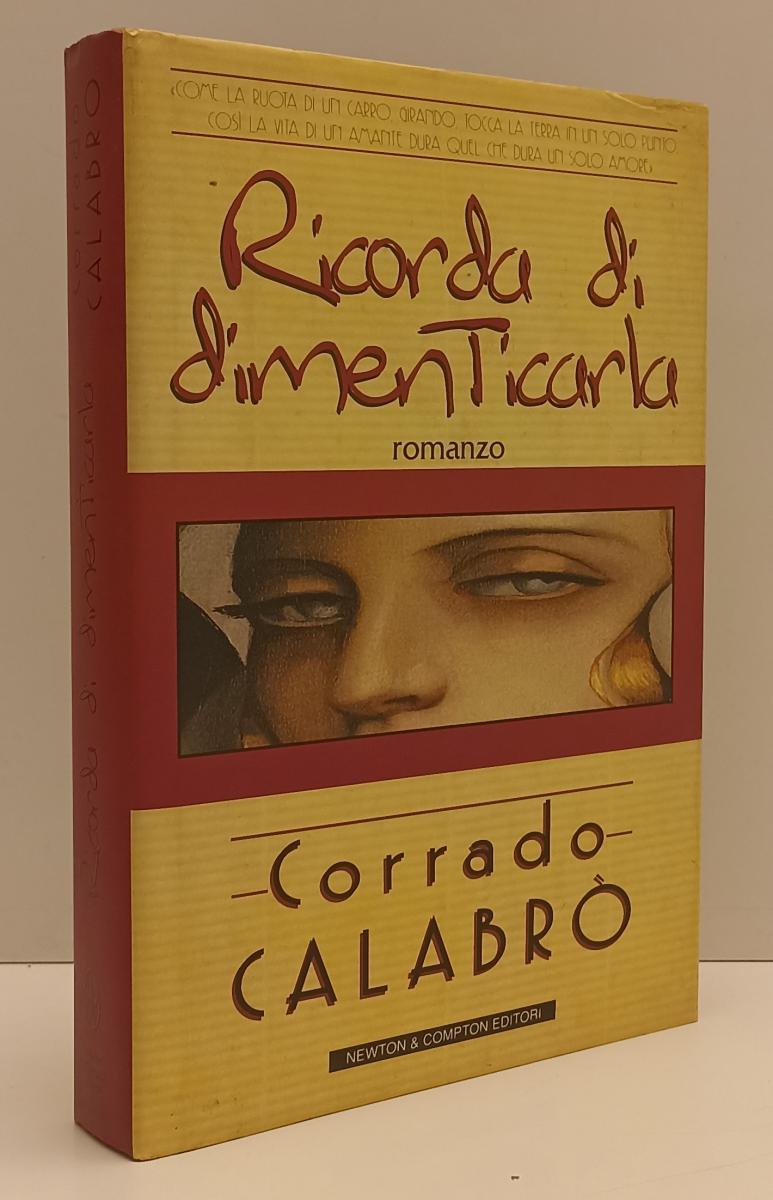 «COME LA RUOTA DI UN CARRO, GIRANDO, TOCCA LA TERRA IN UN SOLO PUNTO,
COSÌ LA VITA DI UN AMANTE DURA QUEL CHE DURA UN SOLO AMORE»
Ricorda di
dimenticarla
romanzo
Corrado
CALABRÒ
NEWTON & COMPTON EDITORI
Corrado
CALABRÒ
Ricorda di dimenticarla